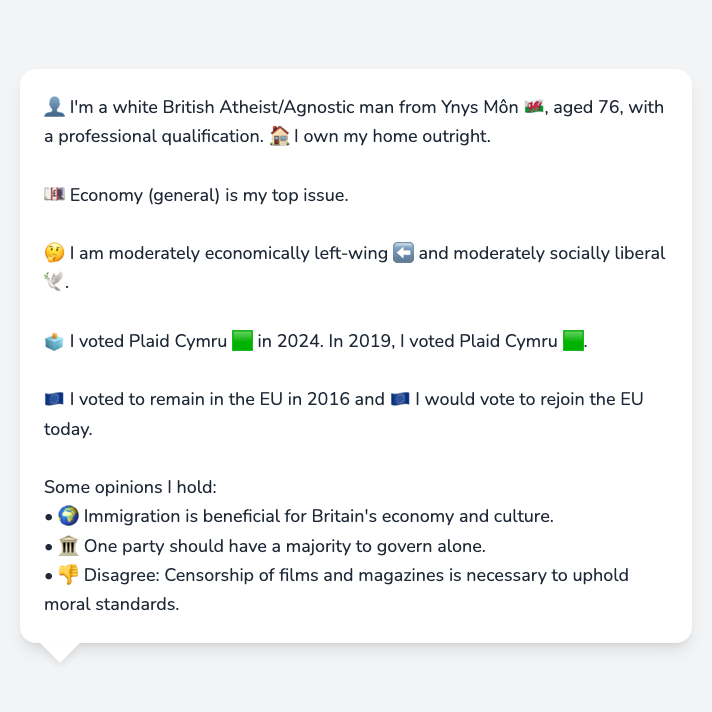 👤 I'm a white British Atheist/Agnostic man from Ynys Môn 🏴󠁧󠁢󠁷󠁬󠁳󠁿, aged 76, with
a professional qualification. 🏠 I own my home outright.
💷 Economy (general) is my top issue.
🤔 I am moderately economically left-wing ⬅️ and moderately socially liberal
🕊️.
🗳️ I voted Plaid Cymru 🟩 in 2024. In 2019, I voted Plaid Cymru 🟩.
🇪🇺 I voted to remain in the EU in 2016 and 🇪🇺 I would vote to rejoin the EU
today.
Some opinions I hold:
• 🌍 Immigration is beneficial for Britain's economy and culture.
• 🏛️ One party should have a majority to govern alone.
• 👎 Disagree: Censorship of films and magazines is necessary to uphold
moral standards.